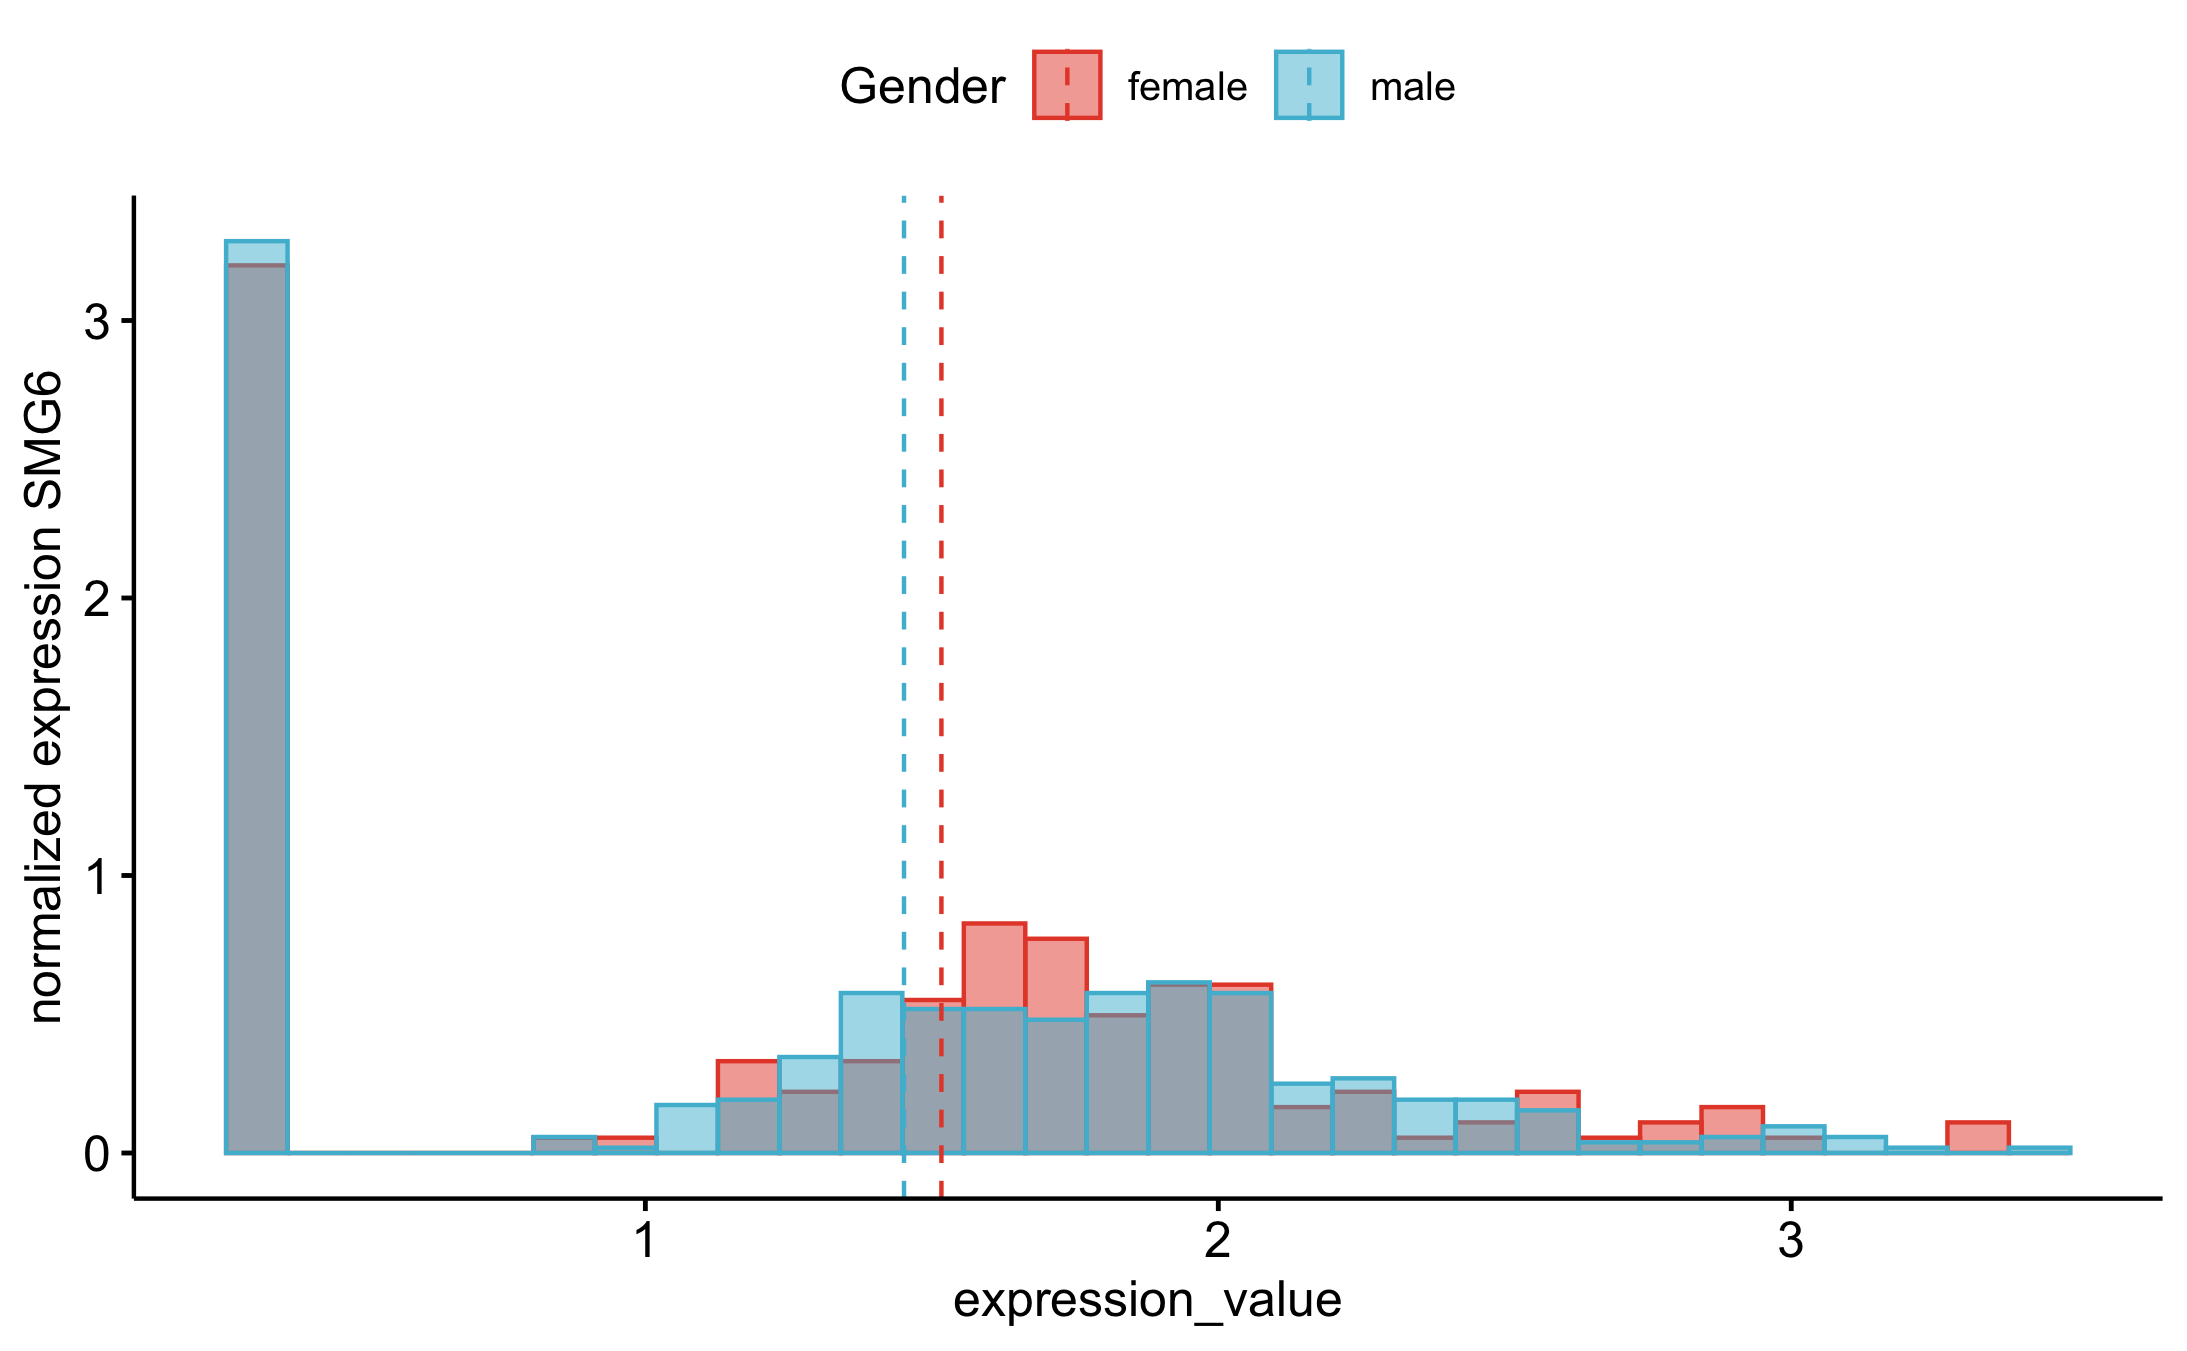 Gender female male
normalized expression SMG6
3
2
1
0
1 2 3
expression_value